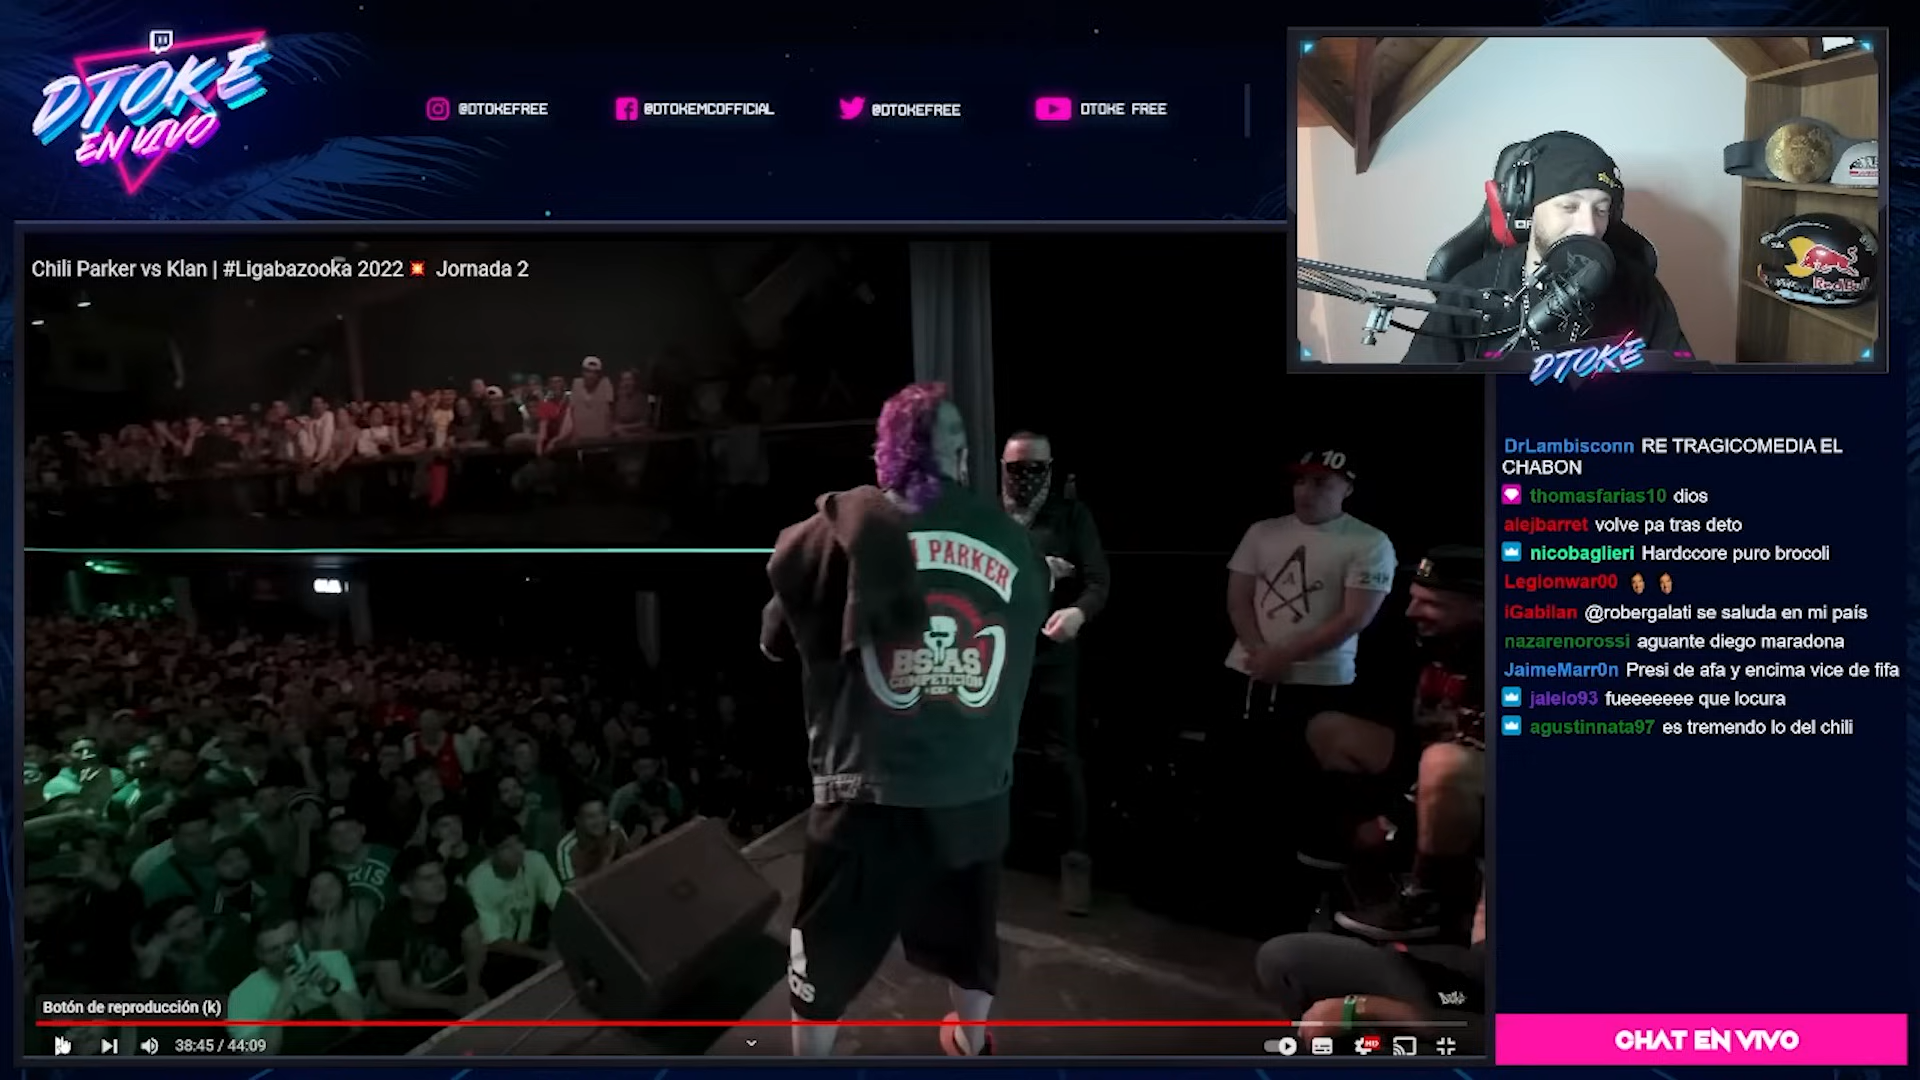 DTOKE
EN VIVO
@DTOKEFREE
@DTOKEMCOFFICIAL
@DTOKEFREE
DTOKE FREE
Chili Parker vs Klan | #Ligabazooka 2022💥 Jornada 2
Red Bull
DTOKE
10
PARKER
BS.AS
COMPETICIÓN
DrLambisconn RE TRAGICOMEDIA EL
CHABON
thomasfarias10 dios
alejbarret volve pa tras deto
nicobaglieri Hardccore puro brocoli
Legionwar00
iGabilan @robergalati se saluda en mi país
nazarenorossi aguante diego maradona
JaimeMarr0n Presi de afa y encima vice de fifa
jalelo93 fueeeeeee que locura
agustinnata97 es tremendo lo del chili
Botón de reproducción (k)
38:45 / 44:09
HD
CHAT EN VIVO